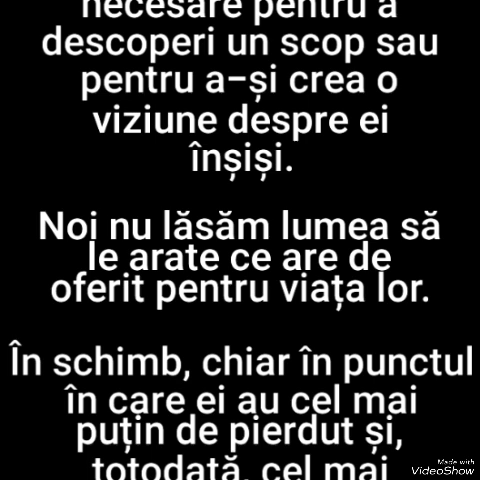 necesare pentru a
descoperi un scop sau
pentru a-și crea o
viziune despre ei
înșiși.
Noi nu lăsăm lumea să
le arate ce are de
oferit pentru viața lor.
În schimb, chiar în punctul
în care ei au cel mai
puțin de pierdut și,
totodată, cel mai
Made with
VideoShow